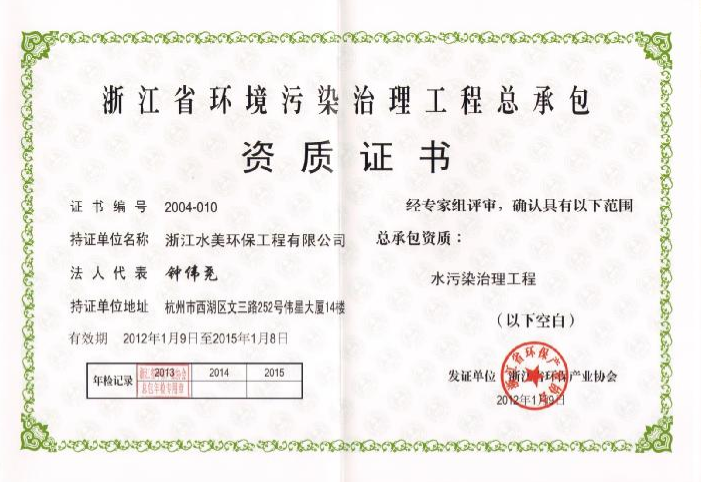 浙江省环境污染治理工程总承包
资质证书
证书编号 2004-010
持证单位名称 浙江水美环保工程有限公司
法人代表 钟伟尧
持证单位地址 杭州市西湖区文三路252号伟星大厦14楼
有效期 2012年1月9日至2015年1月8日
年检记录 2013 2014 2015
总包年检专用章
经专家组评审，确认具有以下范围
总承包资质：
水污染治理工程
（以下空白）
发证单位 浙江省环保产业协会
2012年1月9日
浙江省环保产业协会